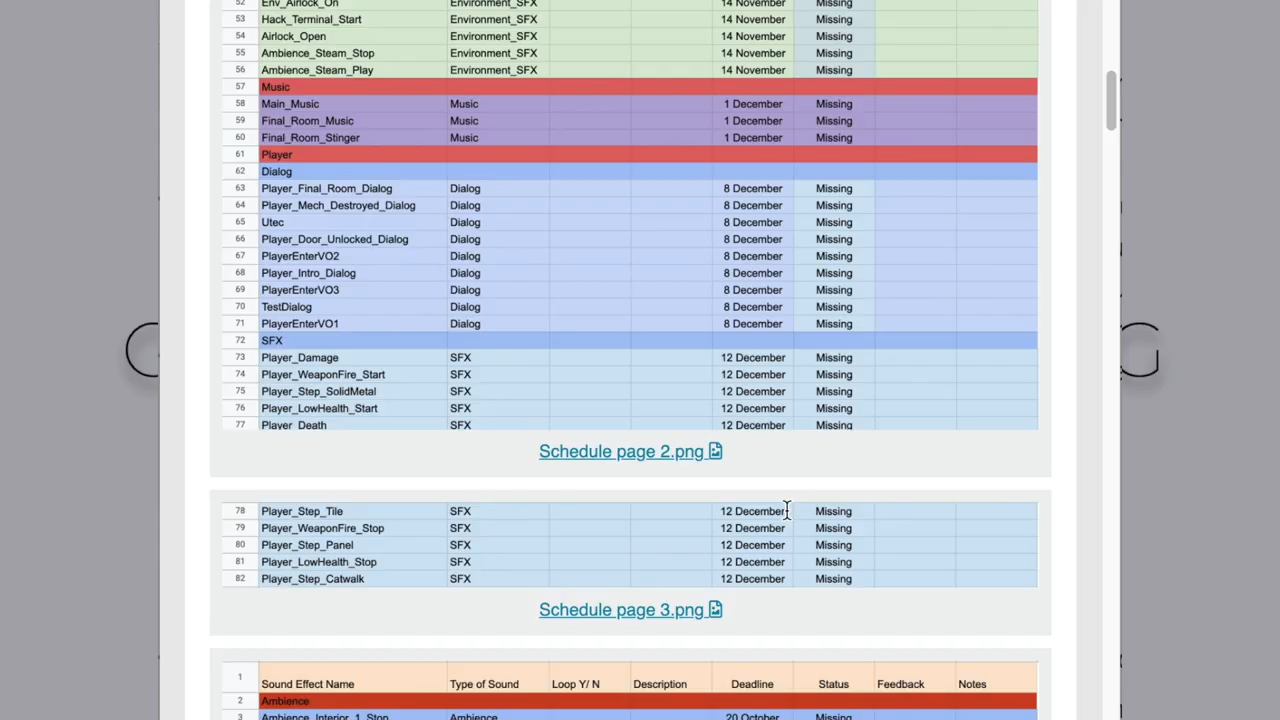 52 Env_Airlock_On Environment_SFX 14 November Missing
53 Hack_Terminal_Start Environment_SFX 14 November Missing
54 Airlock_Open Environment_SFX 14 November Missing
55 Ambience_Steam_Stop Environment_SFX 14 November Missing
56 Ambience_Steam_Play Environment_SFX 14 November Missing
57 Music
58 Main_Music Music 1 December Missing
59 Final_Room_Music Music 1 December Missing
60 Final_Room_Stinger Music 1 December Missing
61 Player
62 Dialog
63 Player_Final_Room_Dialog Dialog 8 December Missing
64 Player_Mech_Destroyed_Dialog Dialog 8 December Missing
65 Utec Dialog 8 December Missing
66 Player_Door_Unlocked_Dialog Dialog 8 December Missing
67 PlayerEnterVO2 Dialog 8 December Missing
68 Player_Intro_Dialog Dialog 8 December Missing
69 PlayerEnterVO3 Dialog 8 December Missing
70 TestDialog Dialog 8 December Missing
71 PlayerEnterVO1 Dialog 8 December Missing
72 SFX
73 Player_Damage SFX 12 December Missing
74 Player_WeaponFire_Start SFX 12 December Missing
75 Player_Step_SolidMetal SFX 12 December Missing
76 Player_LowHealth_Start SFX 12 December Missing
77 Player_Death SFX 12 December Missing
Schedule page 2.png
78 Player_Step_Tile SFX 12 December Missing
79 Player_WeaponFire_Stop SFX 12 December Missing
80 Player_Step_Panel SFX 12 December Missing
81 Player_LowHealth_Stop SFX 12 December Missing
82 Player_Step_Catwalk SFX 12 December Missing
Schedule page 3.png
1 Sound Effect Name Type of Sound Loop Y/ N Description Deadline Status Feedback Notes
2 Ambience
3 Ambience_Interior_1_Stop Ambience 20 October Missing